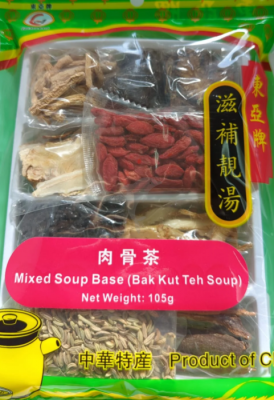 東亞牌
滋補靚湯
肉骨茶
Mixed Soup Base (Bak Kut Teh Soup)
Net Weight: 105g
中華特産 Product of C